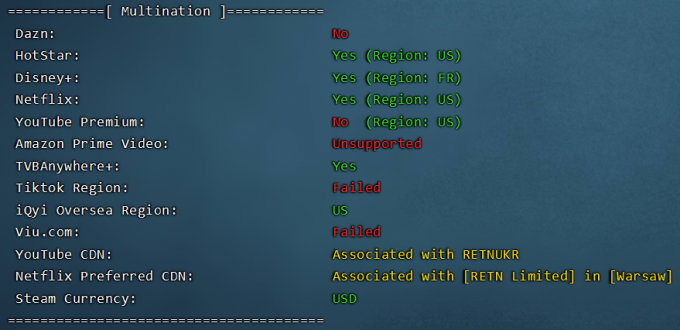 ============[ Multination ]============
Dazn: No
HotStar: Yes (Region: US)
Disney+: Yes (Region: FR)
Netflix: Yes (Region: US)
YouTube Premium: No  (Region: US)
Amazon Prime Video: Unsupported
TVBAnywhere+: Yes
Tiktok Region: Failed
iQyi Oversea Region: US
Viu.com: Failed
YouTube CDN: Associated with RETNUKR
Netflix Preferred CDN: Associated with [RETN Limited] in [Warsaw]
Steam Currency: USD
=======================================